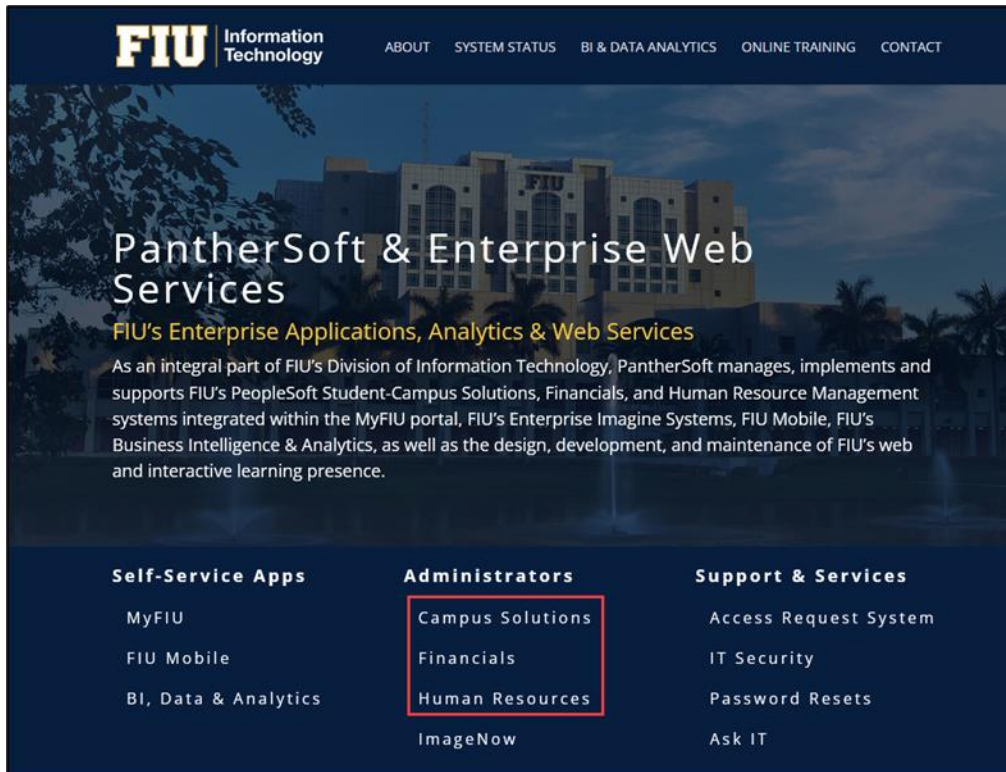 FIU Information
Technology
ABOUT SYSTEM STATUS BI & DATA ANALYTICS ONLINE TRAINING CONTACT
FIU
PantherSoft & Enterprise Web
Services
FIU's Enterprise Applications, Analytics & Web Services
As an integral part of FIU's Division of Information Technology, PantherSoft manages, implements and
supports FIU's PeopleSoft Student-Campus Solutions, Financials, and Human Resource Management
systems integrated within the MyFIU portal, FIU's Enterprise Imagine Systems, FIU Mobile, FIU's
Business Intelligence & Analytics, as well as the design, development, and maintenance of FIU's web
and interactive learning presence.
Self-Service Apps
MyFIU
FIU Mobile
BI, Data & Analytics
Administrators
Campus Solutions
Financials
Human Resources
ImageNow
Support & Services
Access Request System
IT Security
Password Resets
Ask IT